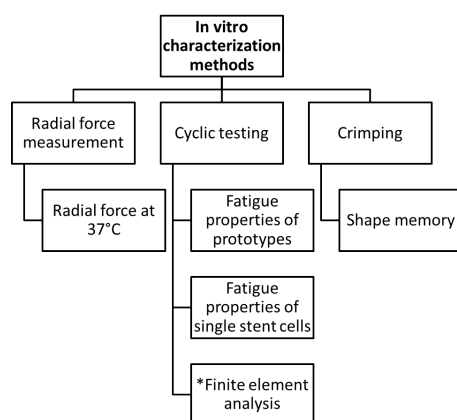 In vitro
characterization
methods
Radial force
measurement
Cyclic testing
Crimping
Radial force at
37°C
Fatigue
properties of
prototypes
Shape memory
Fatigue
properties of
single stent cells
*Finite element
analysis